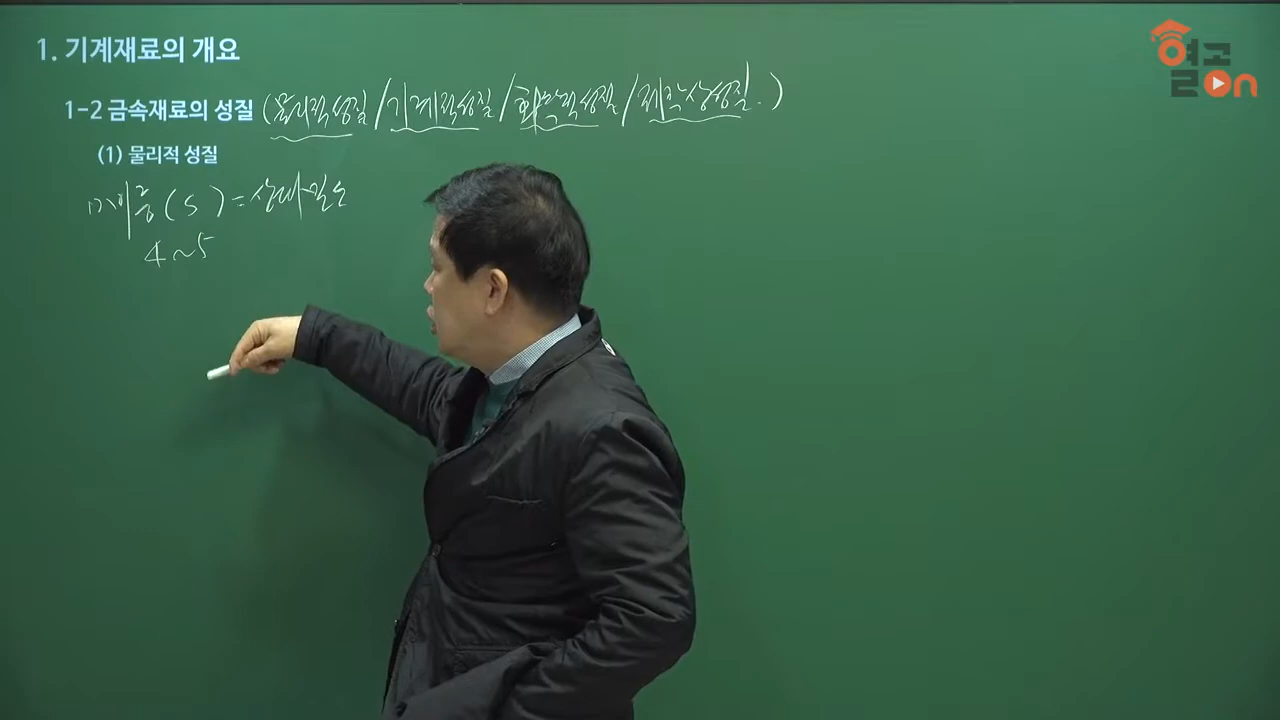 열공on
1. 기계재료의 개요
1-2 금속재료의 성질 (물리적성질/기계적성질/화학적성질/제작상성질.)
(1) 물리적 성질
비중(S)=상대밀도
4~5